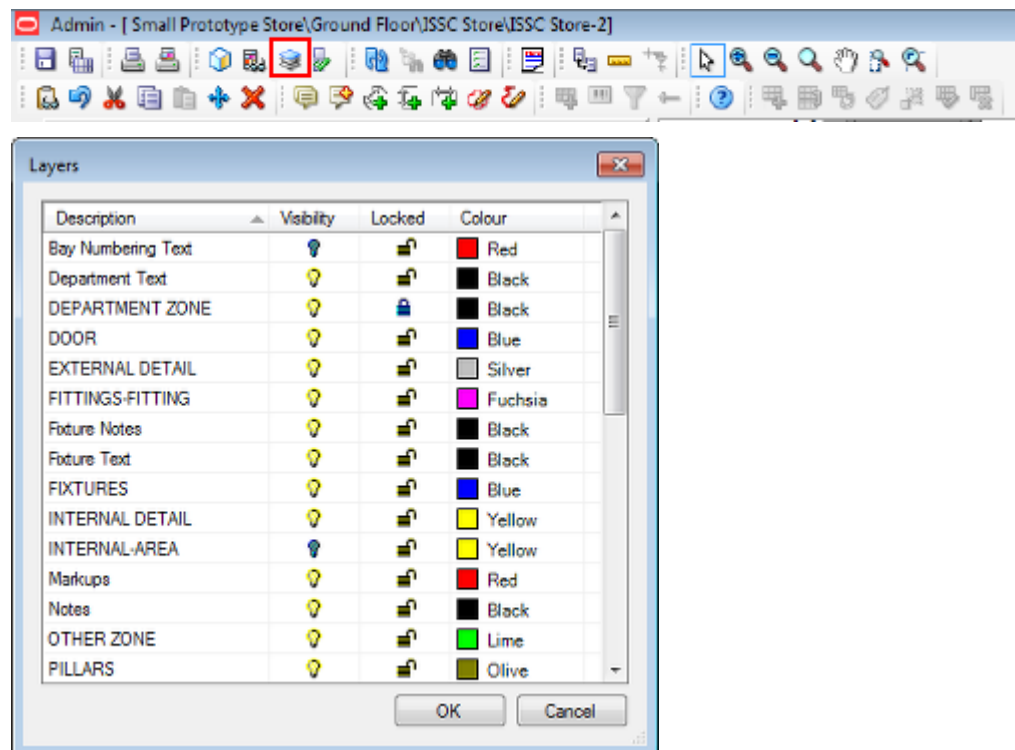 Admin - [ Small Prototype Store\Ground Floor\ISSC Store\ISSC Store-2]
Layers
Description Visibility Locked Colour
Bay Numbering Text Red
Department Text Black
DEPARTMENT ZONE Black
DOOR Blue
EXTERNAL DETAIL Silver
FITTINGS-FITTING Fuchsia
Fixture Notes Black
Fixture Text Black
FIXTURES Blue
INTERNAL DETAIL Yellow
INTERNAL-AREA Yellow
Markups Red
Notes Black
OTHER ZONE Lime
PILLARS Olive
OK Cancel